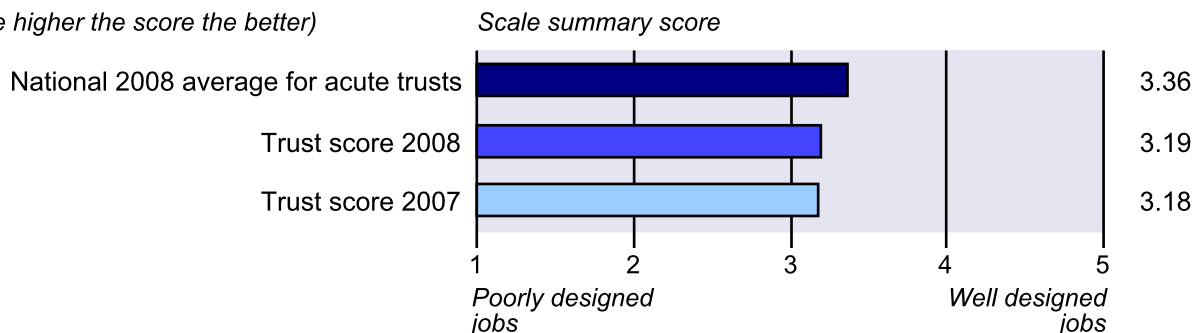 e higher the score the better)
Scale summary score
National 2008 average for acute trusts 3.36
Trust score 2008 3.19
Trust score 2007 3.18
1 2 3 4 5
Poorly designed jobs
Well designed jobs